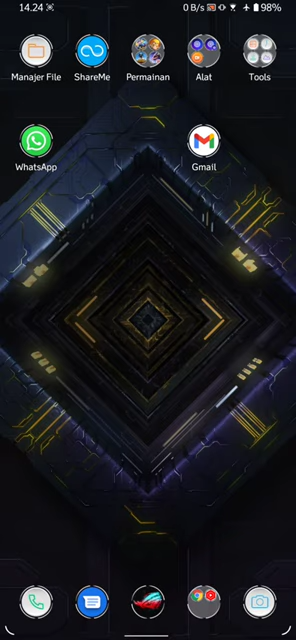 14.24 0 B/s 98%
Manajer File ShareMe Permainan Alat Tools
WhatsApp Gmail